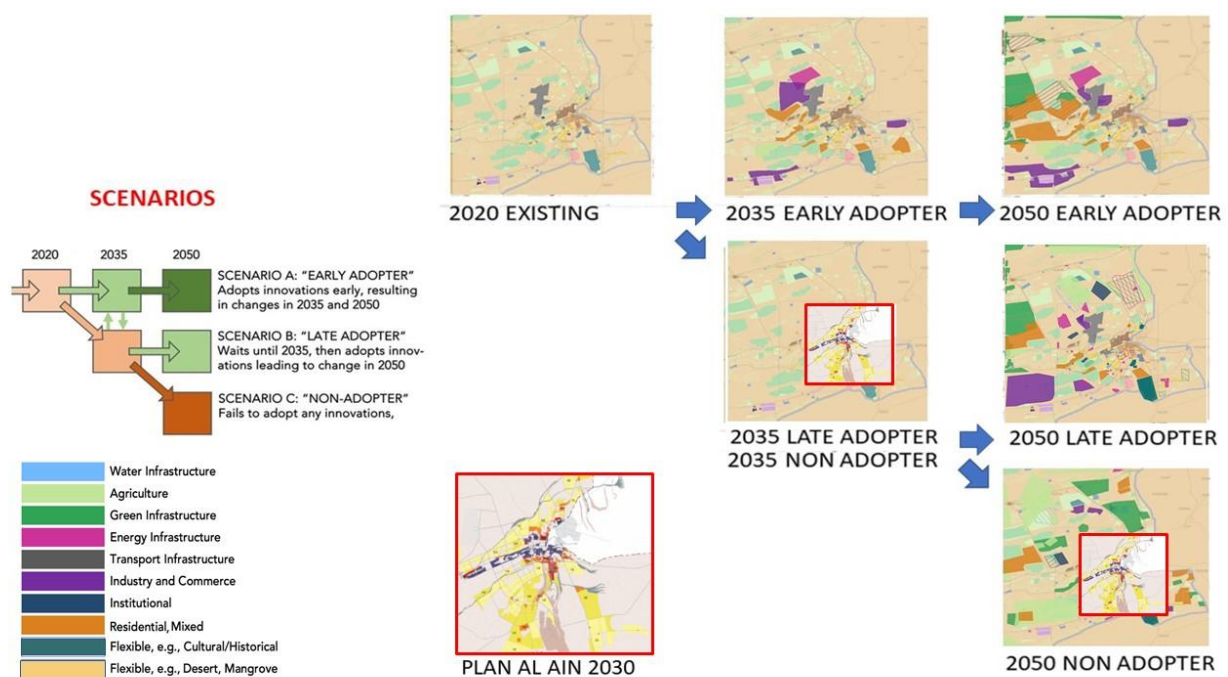 SCENARIOS
2020 2035 2050
SCENARIO A: “EARLY ADOPTER”
Adopts innovations early, resulting
in changes in 2035 and 2050
SCENARIO B: “LATE ADOPTER”
Waits until 2035, then adopts innov-
ations leading to change in 2050
SCENARIO C: “NON-ADOPTER”
Fails to adopt any innovations,
Water Infrastructure
Agriculture
Green Infrastructure
Energy Infrastructure
Transport Infrastructure
Industry and Commerce
Institutional
Residential, Mixed
Flexible, e.g., Cultural/Historical
Flexible, e.g., Desert, Mangrove
2020 EXISTING
2035 EARLY ADOPTER
2050 EARLY ADOPTER
2035 LATE ADOPTER
2035 NON ADOPTER
2050 LATE ADOPTER
PLAN AL AIN 2030
2050 NON ADOPTER